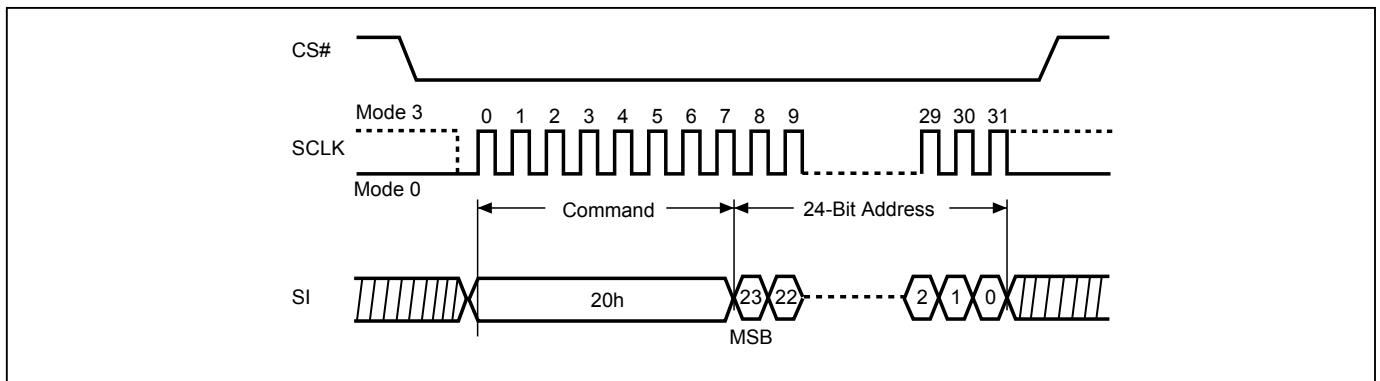 CS#
Mode 3
0 1 2 3 4 5 6 7 8 9 29 30 31
SCLK
Mode 0
Command 24-Bit Address
SI 20h 23 22 2 1 0
MSB